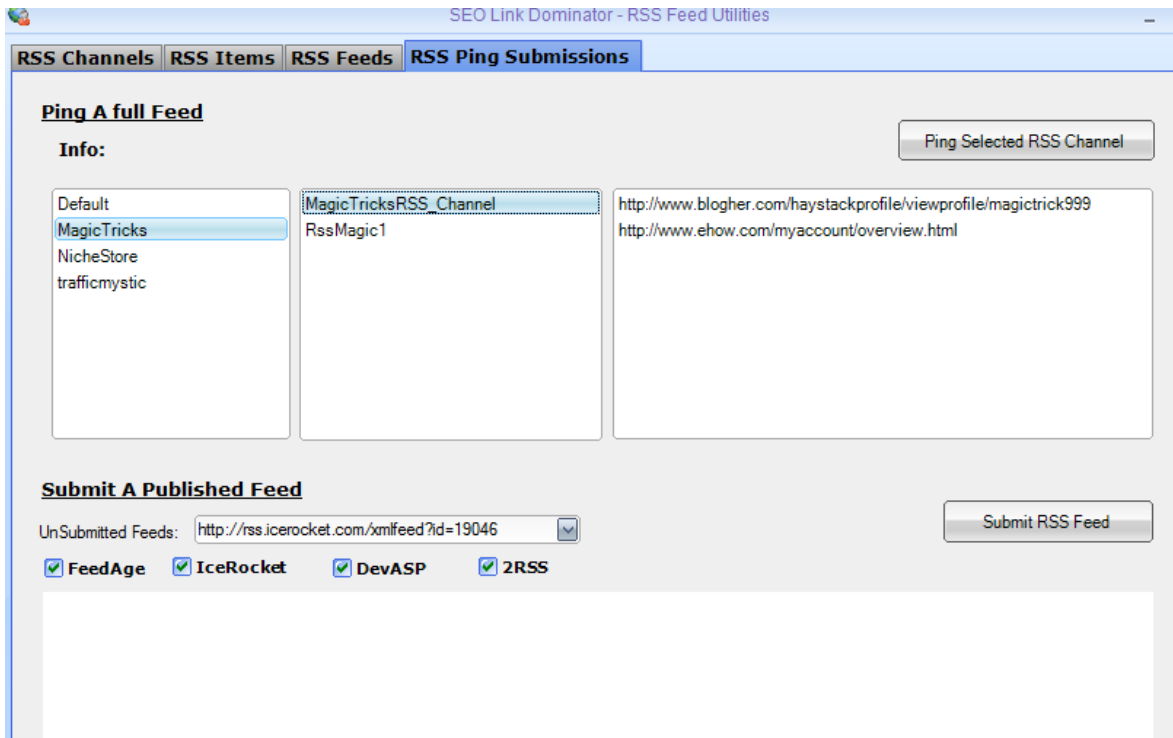 SEO Link Dominator - RSS Feed Utilities
RSS Channels RSS Items RSS Feeds RSS Ping Submissions
Ping A full Feed
Info:
Ping Selected RSS Channel
Default
MagicTricks
NicheStore
trafficmystic
MagicTricksRSS_Channel
RssMagic1
http://www.blogher.com/haystackprofile/viewprofile/magictrick999
http://www.ehow.com/myaccount/overview.html
Submit A Published Feed
UnSubmitted Feeds: http://rss.icerocket.com/xmlfeed?id=19046
Submit RSS Feed
FeedAge IceRocket DevASP 2RSS